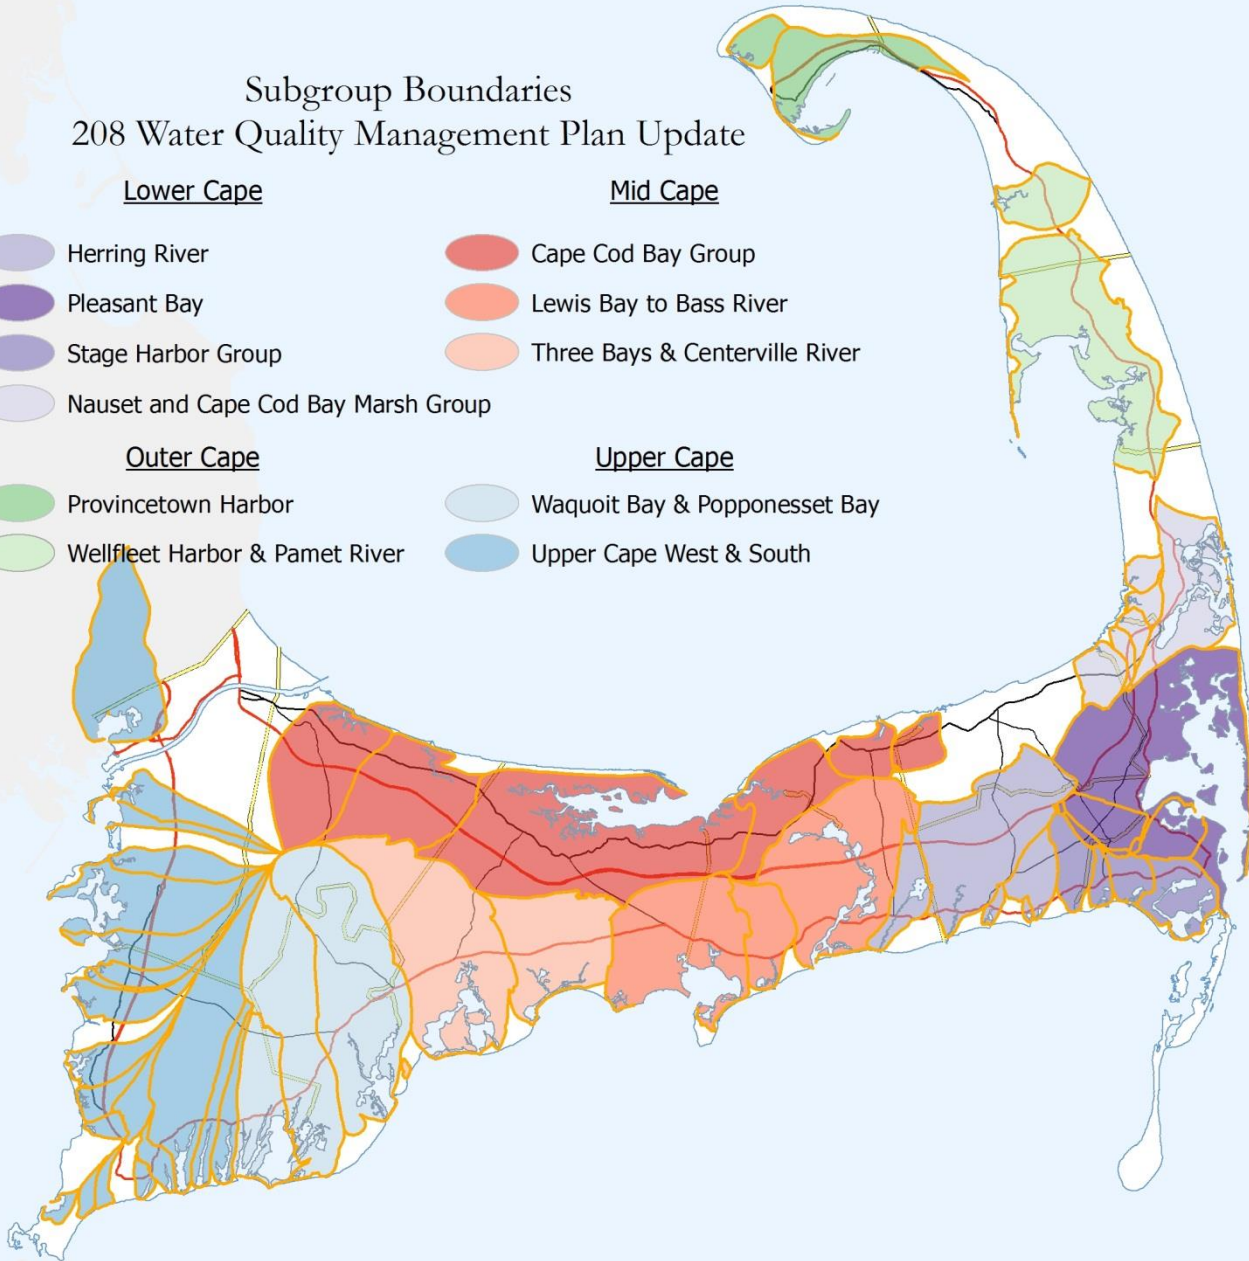 Subgroup Boundaries
208 Water Quality Management Plan Update
Lower Cape
Herring River
Pleasant Bay
Stage Harbor Group
Nauset and Cape Cod Bay Marsh Group
Mid Cape
Cape Cod Bay Group
Lewis Bay to Bass River
Three Bays & Centerville River
Outer Cape
Provincetown Harbor
Wellfleet Harbor & Pamet River
Upper Cape
Waquoit Bay & Popponesset Bay
Upper Cape West & South